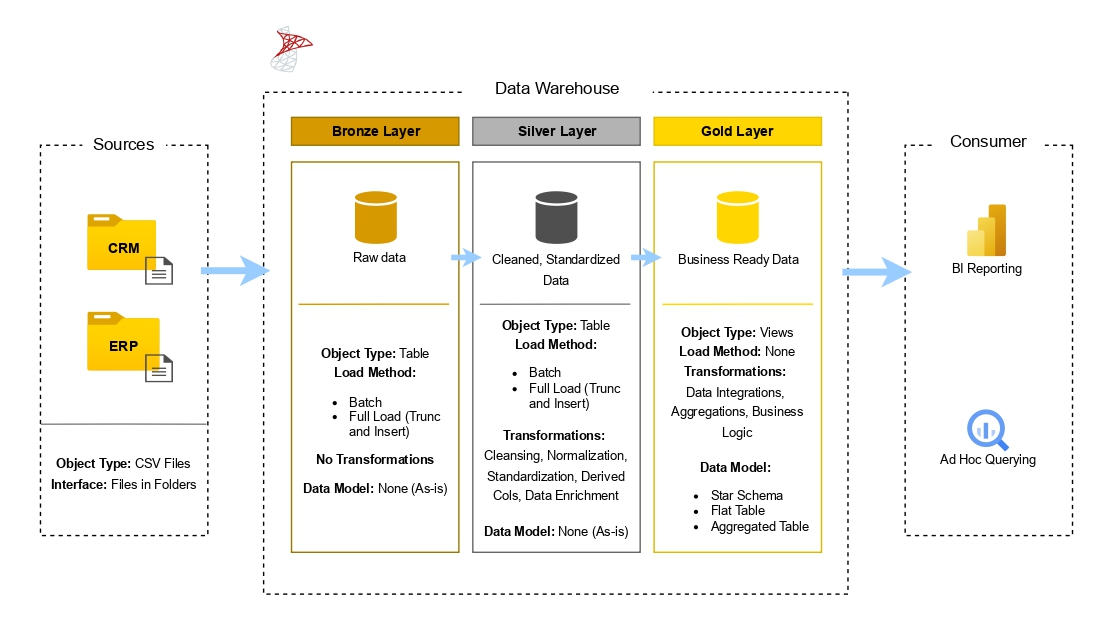 Data Warehouse
Sources
CRM
ERP
Object Type: CSV Files
Interface: Files in Folders
Bronze Layer
Raw data
Object Type: Table
Load Method:
• Batch
• Full Load (Trunc
and Insert)
No Transformations
Data Model: None (As-is)
Silver Layer
Cleaned, Standardized
Data
Object Type: Table
Load Method:
• Batch
• Full Load (Trunc
and Insert)
Transformations:
Cleansing, Normalization,
Standardization, Derived
Cols, Data Enrichment
Data Model: None (As-is)
Gold Layer
Business Ready Data
Object Type: Views
Load Method: None
Transformations:
Data Integrations,
Aggregations, Business
Logic
Data Model:
• Star Schema
• Flat Table
• Aggregated Table
Consumer
BI Reporting
Ad Hoc Querying